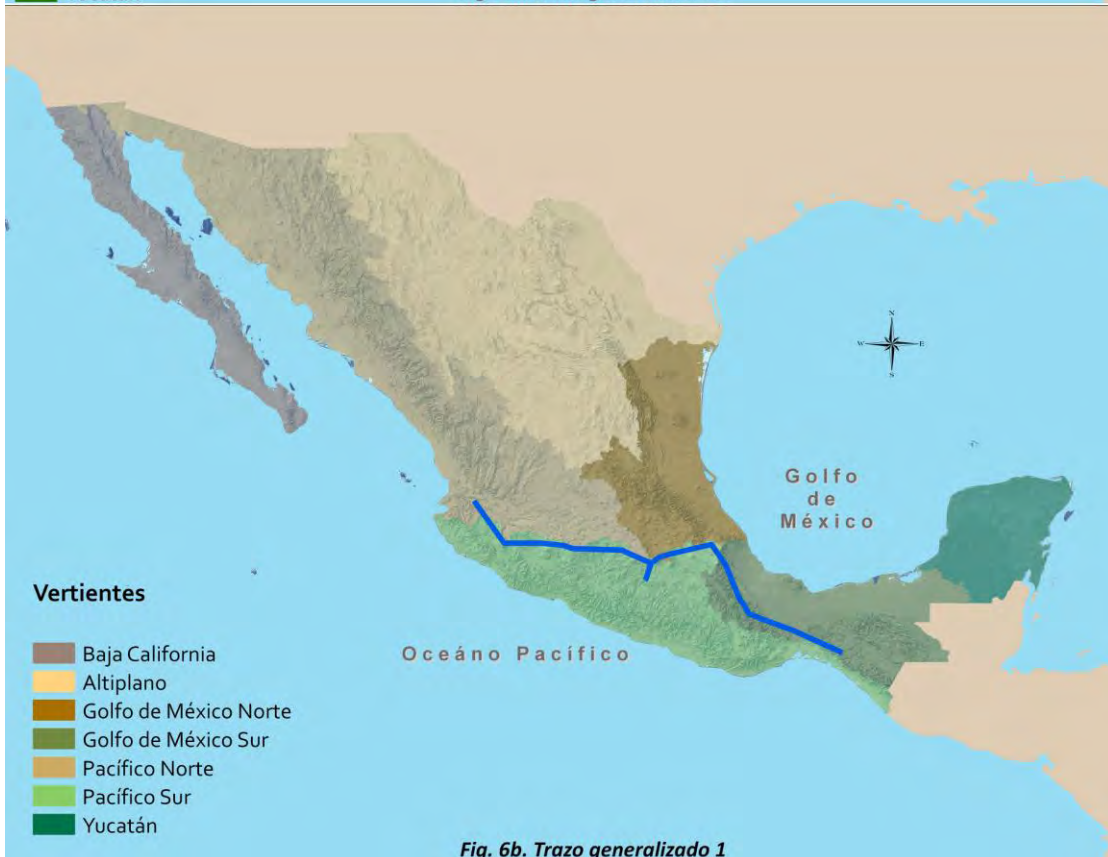 N
W E
S
Golfo
de
México
Vertientes
Baja California
Altiplano
Golfo de México Norte
Golfo de México Sur
Pacífico Norte
Pacífico Sur
Yucatán
Oceáno Pacífico
Fig. 6b. Trazo generalizado 1